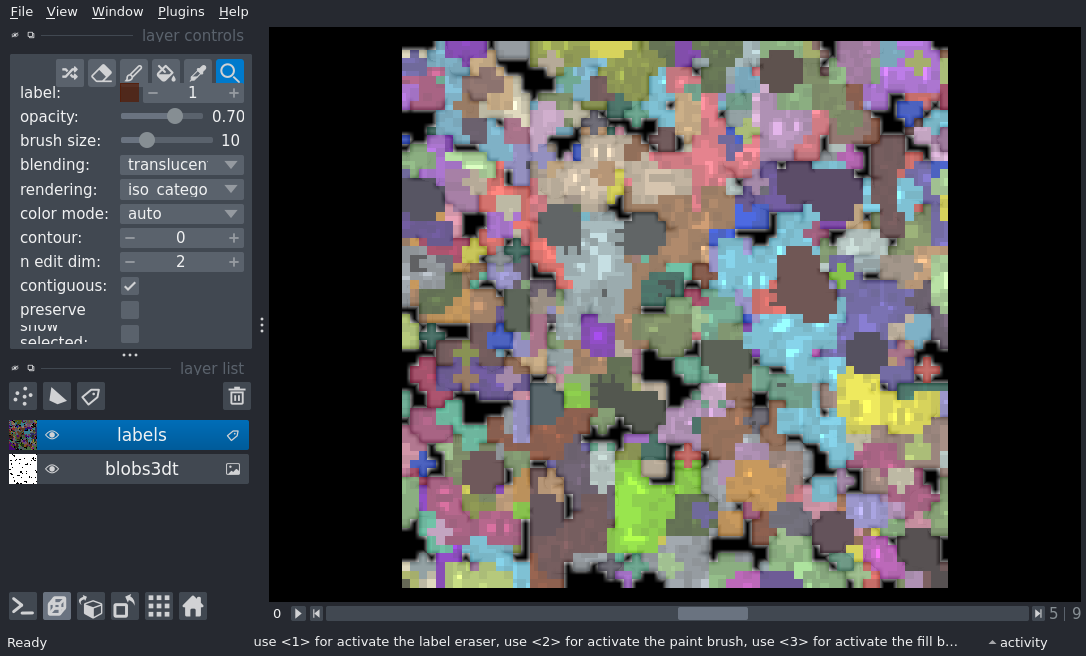 File View Window Plugins Help
layer controls
label: 1
opacity: 0.70
brush size: 10
blending: translucen
rendering: iso_catego
color mode: auto
contour: 0
n edit dim: 2
contiguous:
preserve
show
selected:
layer list
labels
blobs3dt
0 5 | 9
Ready use <1> for activate the label eraser, use <2> for activate the paint brush, use <3> for activate the fill b... activity